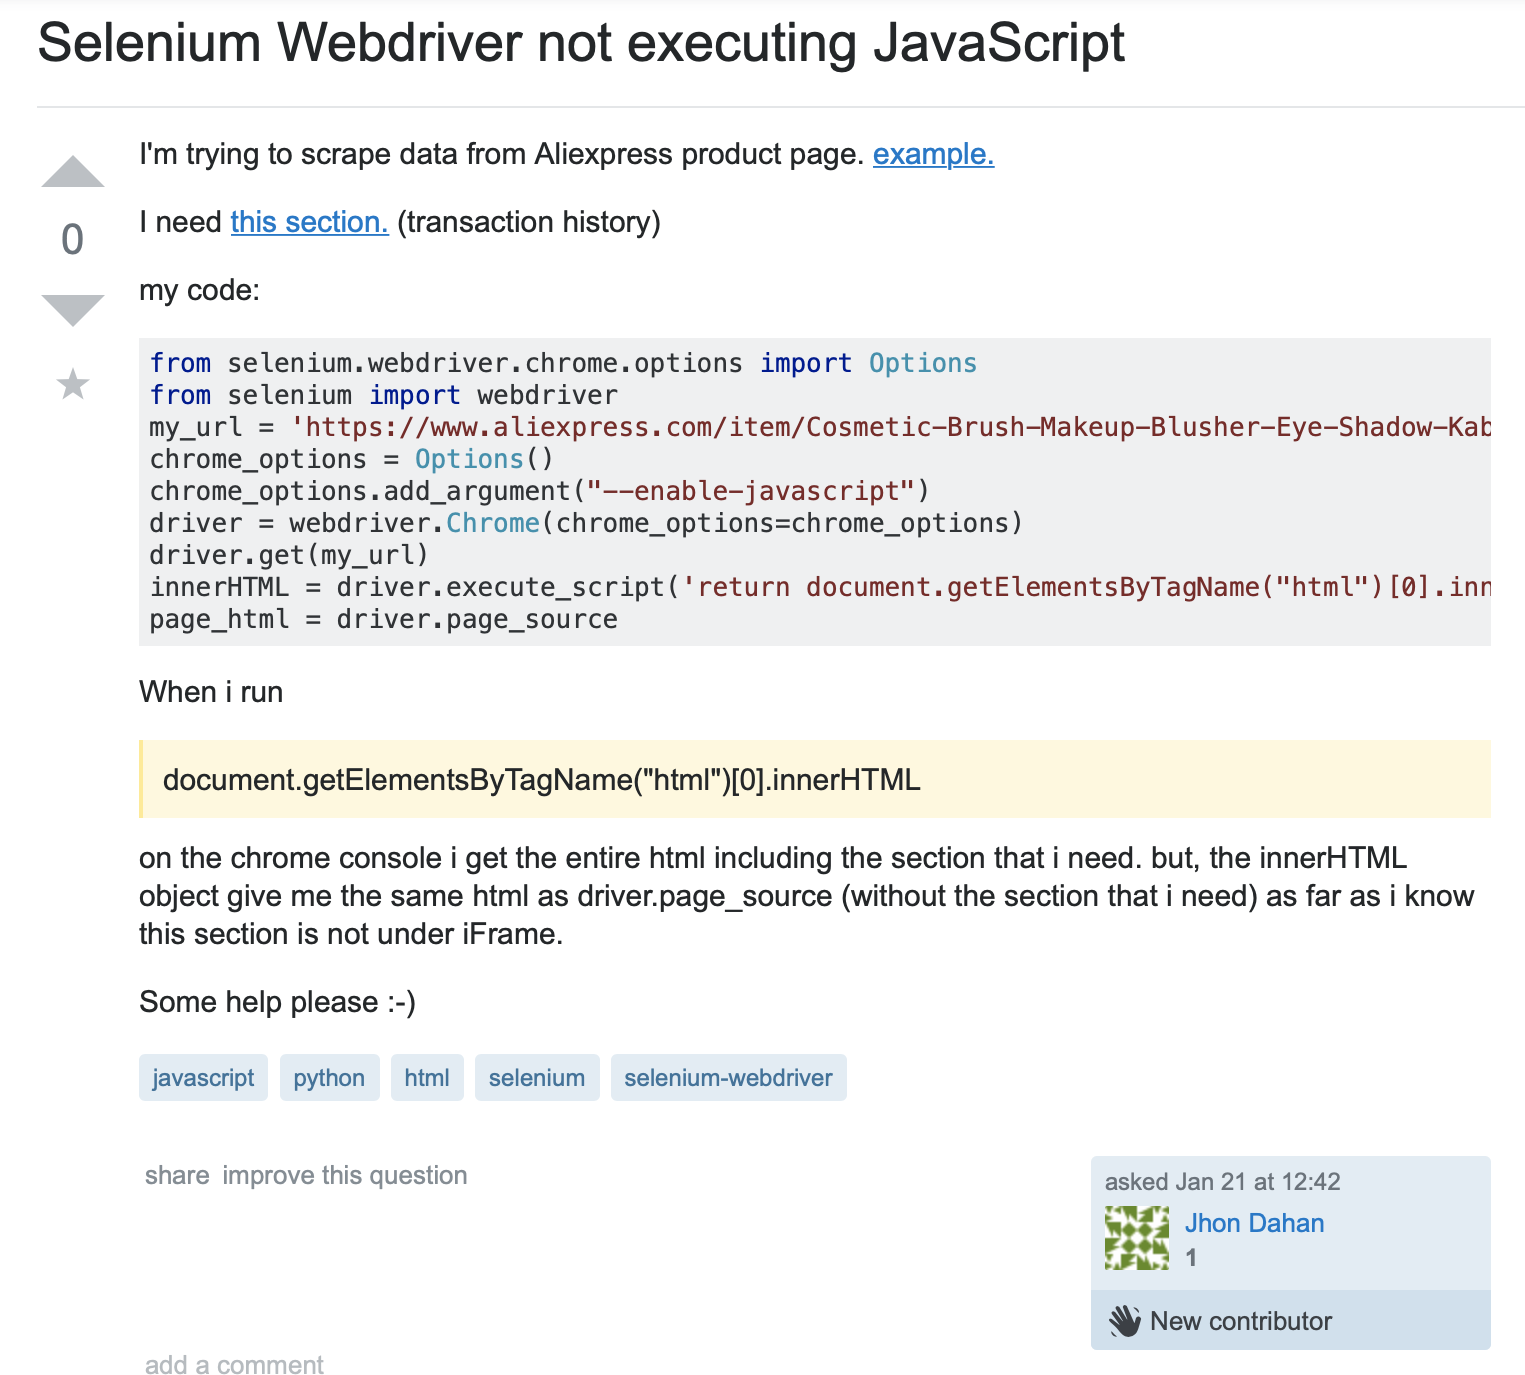 Selenium Webdriver not executing JavaScript
I'm trying to scrape data from Aliexpress product page. example.
0
I need this section. (transaction history)
my code:
from selenium.webdriver.chrome.options import Options
from selenium import webdriver
my_url = 'https://www.aliexpress.com/item/Cosmetic-Brush-Makeup-Blusher-Eye-Shadow-Kab
chrome_options = Options()
chrome_options.add_argument("--enable-javascript")
driver = webdriver.Chrome(chrome_options=chrome_options)
driver.get(my_url)
innerHTML = driver.execute_script('return document.getElementsByTagName("html")[0].inn
page_html = driver.page_source
When i run
document.getElementsByTagName("html")[0].innerHTML
on the chrome console i get the entire html including the section that i need. but, the innerHTML
object give me the same html as driver.page_source (without the section that i need) as far as i know
this section is not under iFrame.
Some help please :-)
javascript python html selenium selenium-webdriver
share improve this question
asked Jan 21 at 12:42
Jhon Dahan
1
New contributor
add a comment